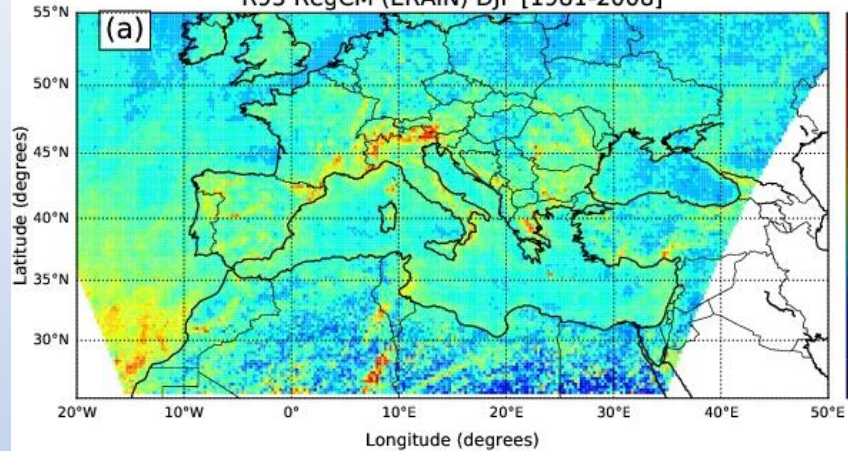 R95 RegCM (ERAIN) DJF [1981-2008]
(a)
55°N
50°N
45°N
40°N
35°N
30°N
Latitude (degrees)
20°W 10°W 0° 10°E 20°E 30°E 40°E 50°E
Longitude (degrees)